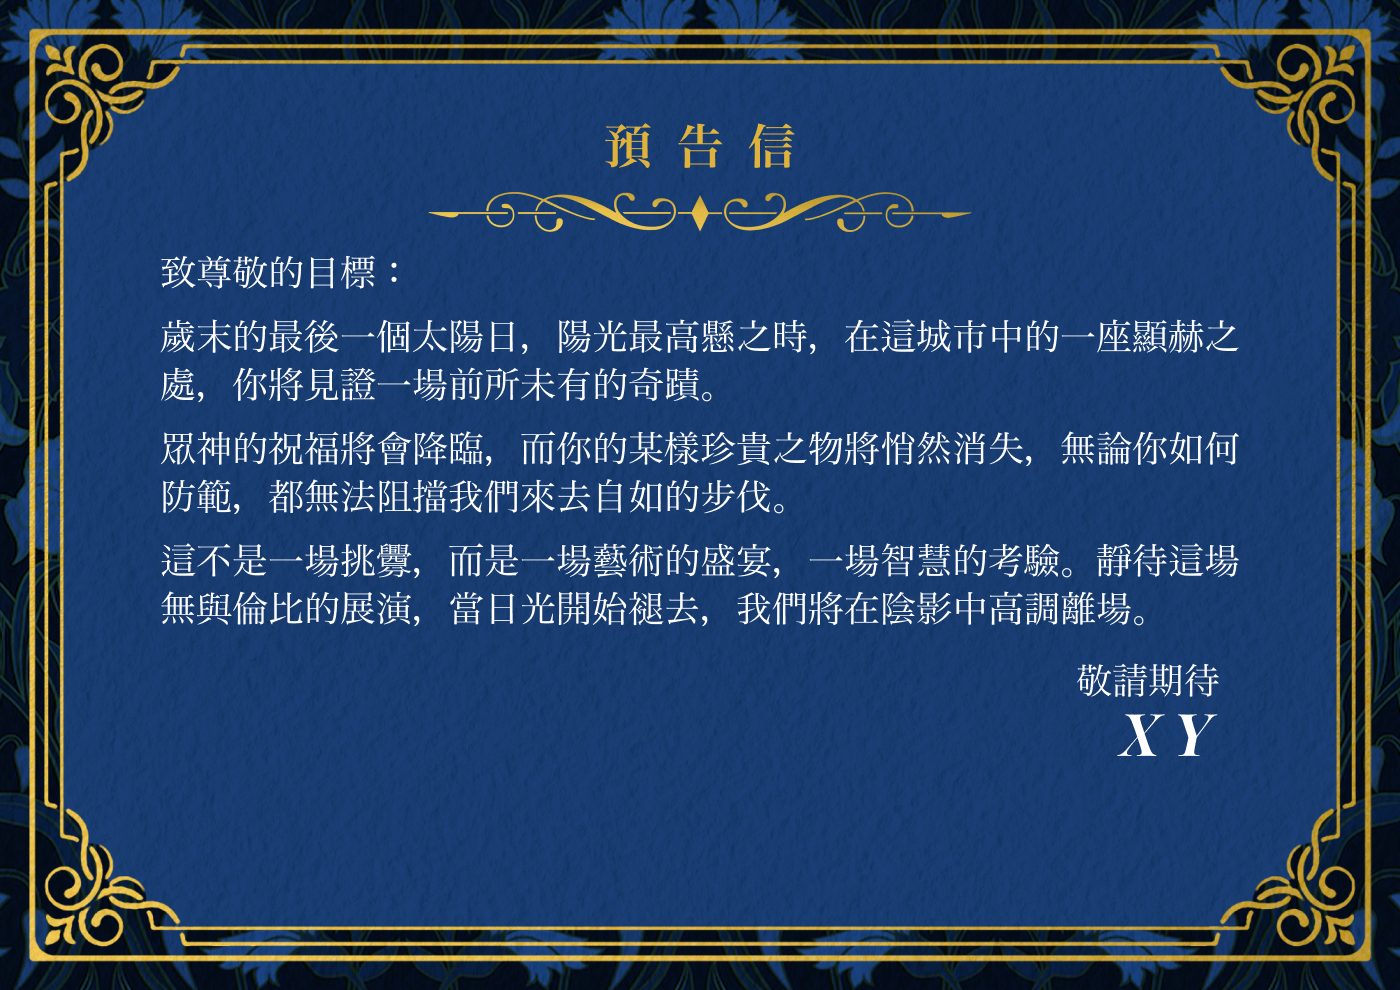 預告信
致尊敬的目標：
歲末的最後一個太陽日，陽光最高懸之時，在這城市中的一座顯赫之
處，你將見證一場前所未有的奇蹟。
眾神的祝福將會降臨，而你的某樣珍貴之物將悄然消失，無論你如何
防範，都無法阻擋我們來去自如的步伐。
這不是一場挑釁，而是一場藝術的盛宴，一場智慧的考驗。靜待這場
無與倫比的展演，當日光開始褪去，我們將在陰影中高調離場。
敬請期待
X Y